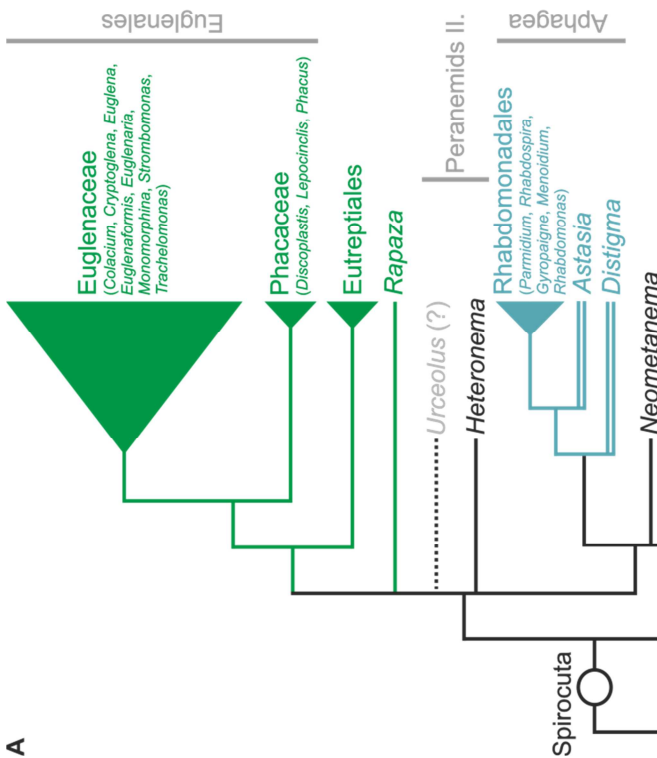 A
Euglenales
Euglenaceae
(Colacium, Cryptoglena, Euglena,
Euglenaformis, Euglenaria,
Monomorphina, Strombomonas,
Trachelomonas)
Phacaceae
(Discoplastis, Lepocinclis, Phacus)
Eutreptiales
Rapaza
Urceolus (?)
Peranemids II.
Heteronema
Aphagea
Rhabdomonadales
(Parmidium, Rhabdospira,
Gyropaigne, Menoidium,
Rhabdomonas)
Astasia
Distigma
Neometanema
Spirocuta